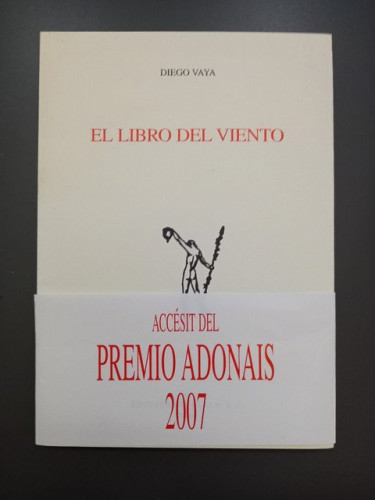 DIEGO VAYA
EL LIBRO DEL VIENTO
ACCÉSIT DEL
PREMIO ADONAIS
2007